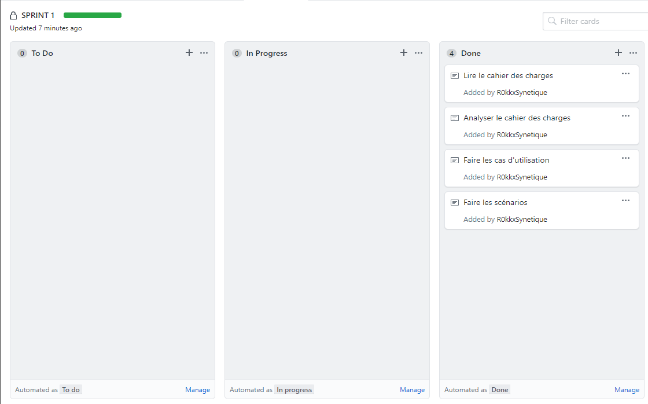 SPRINT 1
Updated 7 minutes ago
Filter cards
0 To Do
0 In Progress
4 Done
Lire le cahier des charges
Added by R0kkxSynetique
Analyser le cahier des charges
Added by R0kkxSynetique
Faire les cas d'utilisation
Added by R0kkxSynetique
Faire les scénarios
Added by R0kkxSynetique
Automated as To do Manage
Automated as In progress Manage
Automated as Done Manage